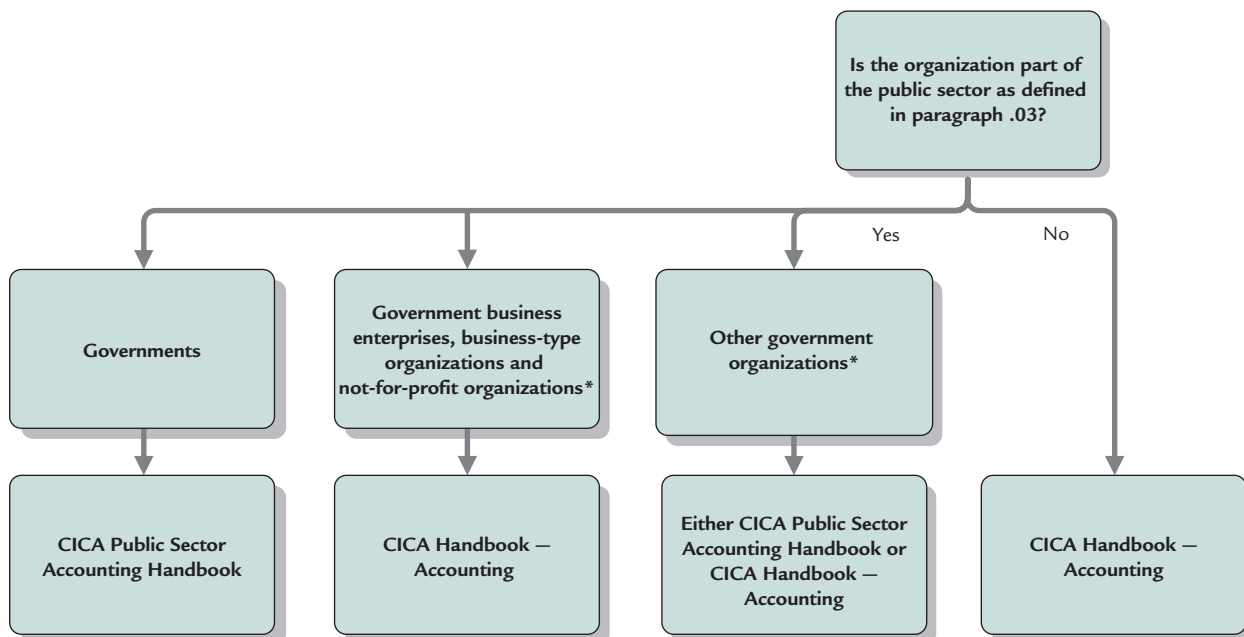 Is the organization part of
the public sector as defined
in paragraph .03?
Yes
No
Governments
Government business
enterprises, business-type
organizations and
not-for-profit organizations*
Other government
organizations*
CICA Public Sector
Accounting Handbook
CICA Handbook —
Accounting
Either CICA Public Sector
Accounting Handbook or
CICA Handbook —
Accounting
CICA Handbook —
Accounting